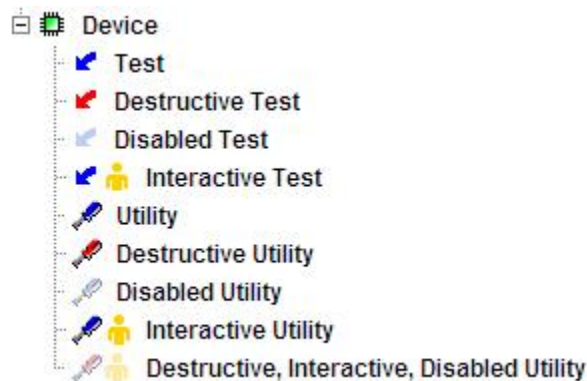 Device
Test
Destructive Test
Disabled Test
Interactive Test
Utility
Destructive Utility
Disabled Utility
Interactive Utility
Destructive, Interactive, Disabled Utility